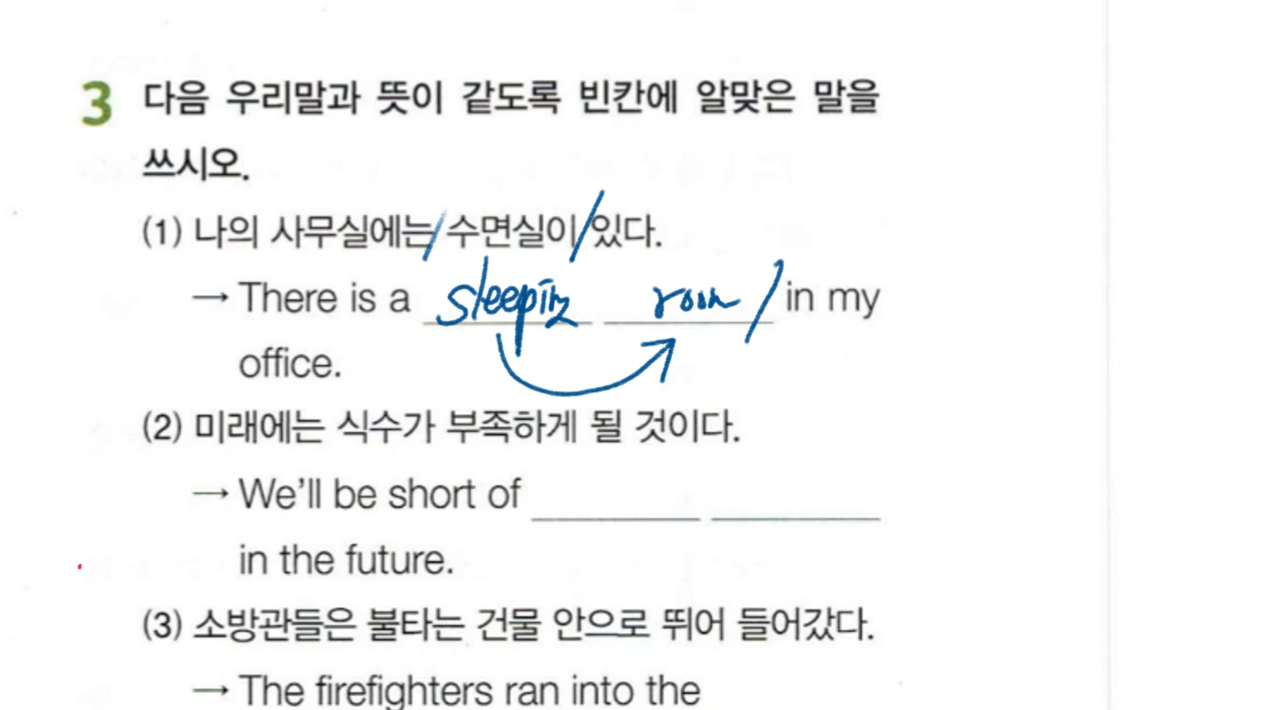 3 다음 우리말과 뜻이 같도록 빈칸에 알맞은 말을
쓰시오.
(1) 나의 사무실에는/수면실이/있다.
→ There is a sleeping room / in my
office.
(2) 미래에는 식수가 부족하게 될 것이다.
→ We'll be short of
in the future.
(3) 소방관들은 불타는 건물 안으로 뛰어 들어갔다.
→ The firefighters ran into the